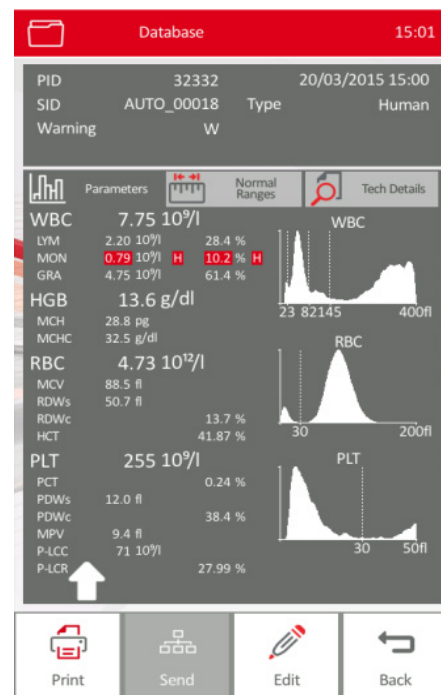 Database 15:01
PID 32332 20/03/2015 15:00
SID AUTO_00018 Type Human
Warning W
Parameters Normal Ranges Tech Details
WBC 7.75 10⁹/l
LYM 2.20 10⁹/l 28.4 %
MON 0.79 10⁹/l H 10.2 % H
GRA 4.75 10⁹/l 61.4 %
HGB 13.6 g/dl
MCH 28.8 pg
MCHC 32.5 g/dl
RBC 4.73 10¹²/l
MCV 88.5 fl
RDWs 50.7 fl
RDWc 13.7 %
HCT 41.87 %
PLT 255 10⁹/l
PCT 0.24 %
PDWs 12.0 fl
PDWc 38.4 %
MPV 9.4 fl
P-LCC 71 10⁹/l
P-LCR 27.99 %
WBC
23 82145 400fl
RBC
30 200fl
PLT
30 50fl
Print Send Edit Back